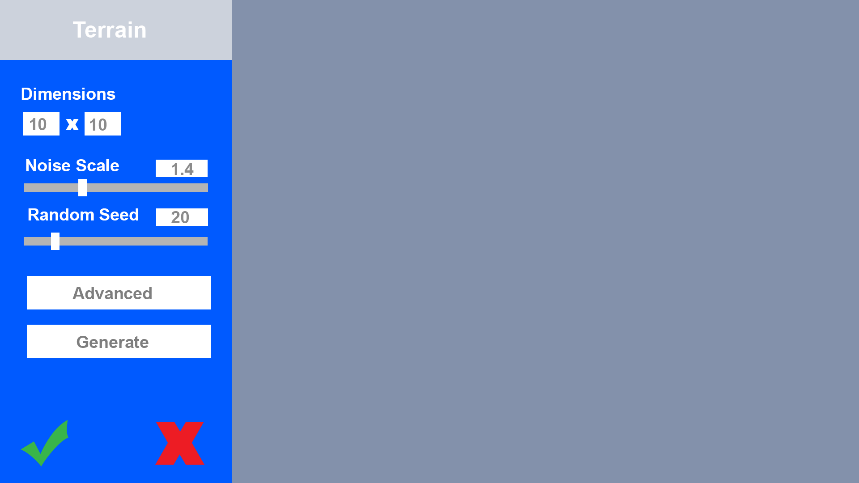 Terrain
Dimensions
10 x 10
Noise Scale 1.4
Random Seed 20
Advanced
Generate